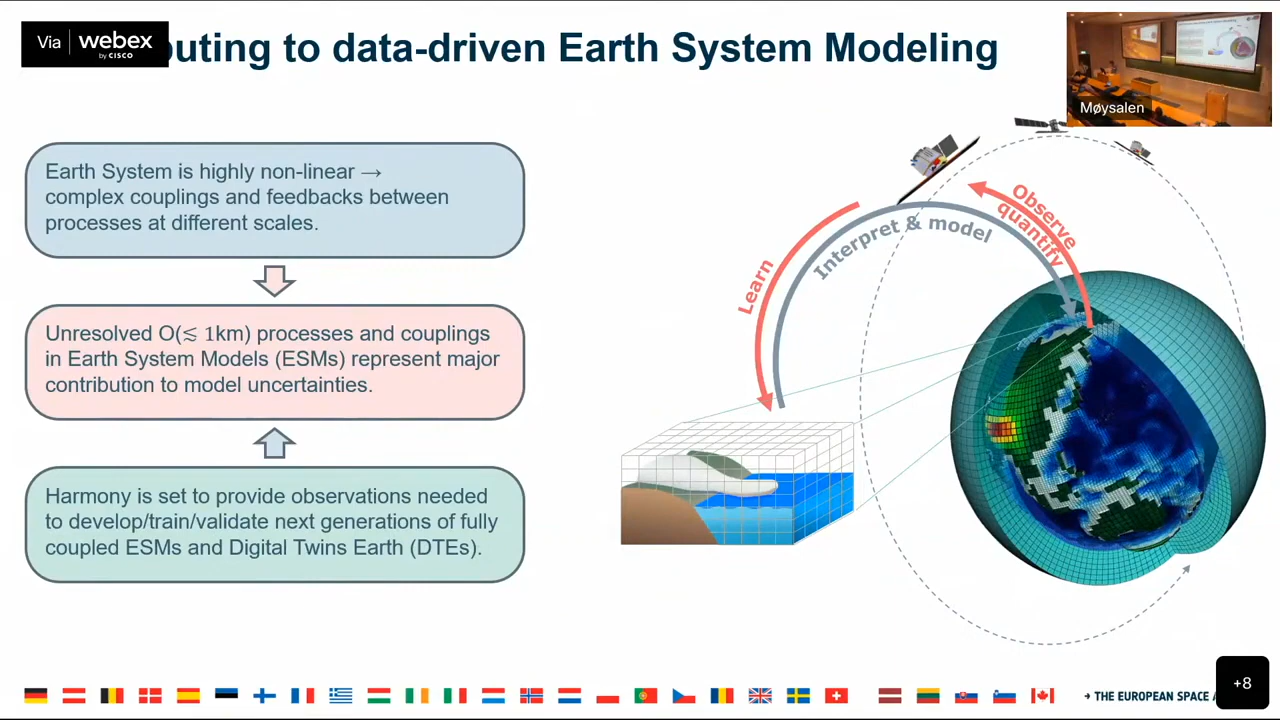 Via webex
by CISCO
outing to data-driven Earth System Modeling
Møysalen
Earth System is highly non-linear →
complex couplings and feedbacks between
processes at different scales.
Unresolved O(≲ 1km) processes and couplings
in Earth System Models (ESMs) represent major
contribution to model uncertainties.
Harmony is set to provide observations needed
to develop/train/validate next generations of fully
coupled ESMs and Digital Twins Earth (DTEs).
Learn
Interpret & model
Observe
quantify
→ THE EUROPEAN SPACE
+8